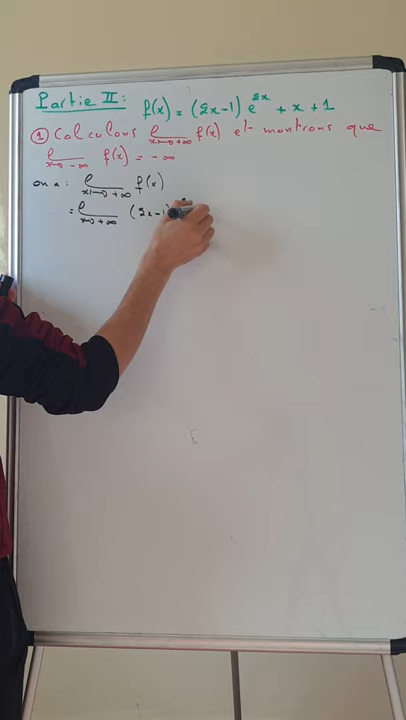 Partie II: f(x) = (2x-1) e^{2x} + x + 1
① Calculons lim x→+∞ f(x) et montrons que
lim x→-∞ f(x) = -∞
on a: lim x→+∞ f(x)
= lim x→+∞ (2x-1)